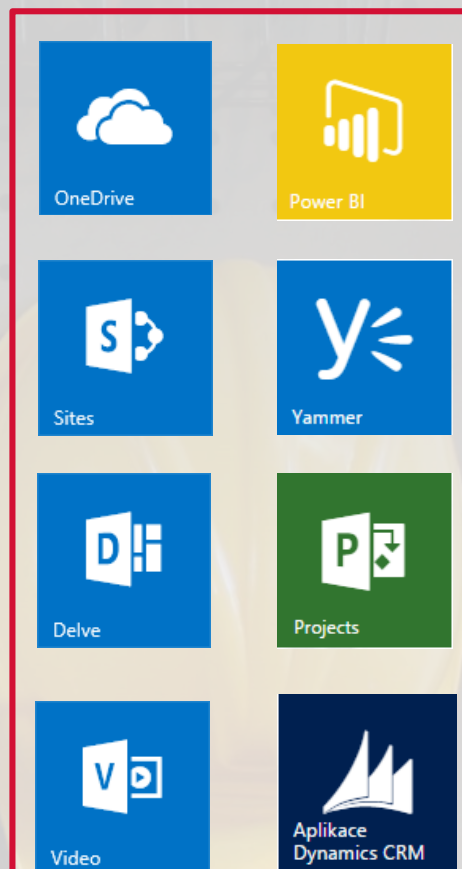 OneDrive
Power BI
S
Sites
y
Yammer
D
Delve
P
Projects
V
Video
Aplikace
Dynamics CRM